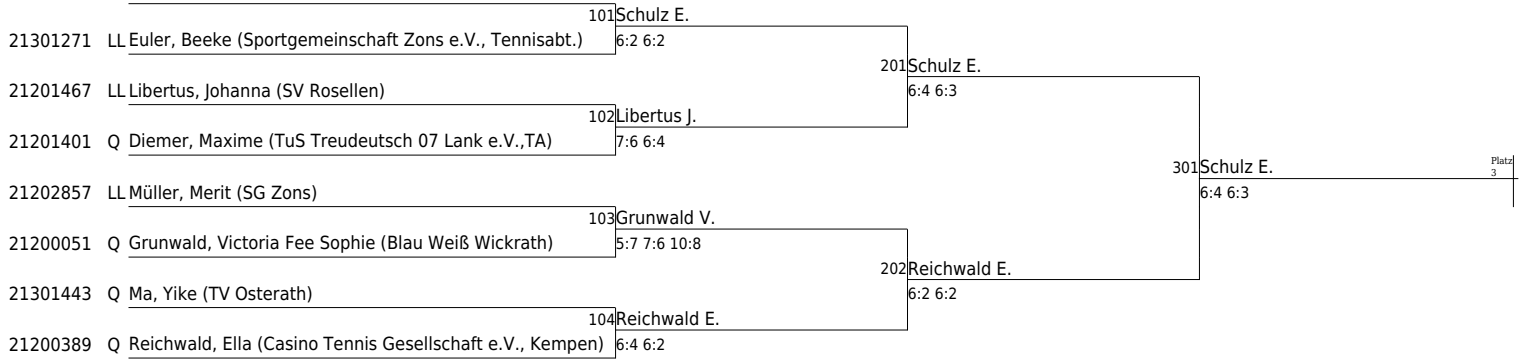 101 Schulz E.
21301271 LL Euler, Beeke (Sportgemeinschaft Zons e.V., Tennisabt.) 6:2 6:2
201 Schulz E.
21201467 LL Libertus, Johanna (SV Rosellen) 6:4 6:3
102 Libertus J.
21201401 Q Diemer, Maxime (TuS Treudeutsch 07 Lank e.V.,TA) 7:6 6:4
301 Schulz E. Platz
3
21202857 LL Müller, Merit (SG Zons) 6:4 6:3
103 Grunwald V.
21200051 Q Grunwald, Victoria Fee Sophie (Blau Weiß Wickrath) 5:7 7:6 10:8
202 Reichwald E.
21301443 Q Ma, Yike (TV Osterath) 6:2 6:2
104 Reichwald E.
21200389 Q Reichwald, Ella (Casino Tennis Gesellschaft e.V., Kempen) 6:4 6:2